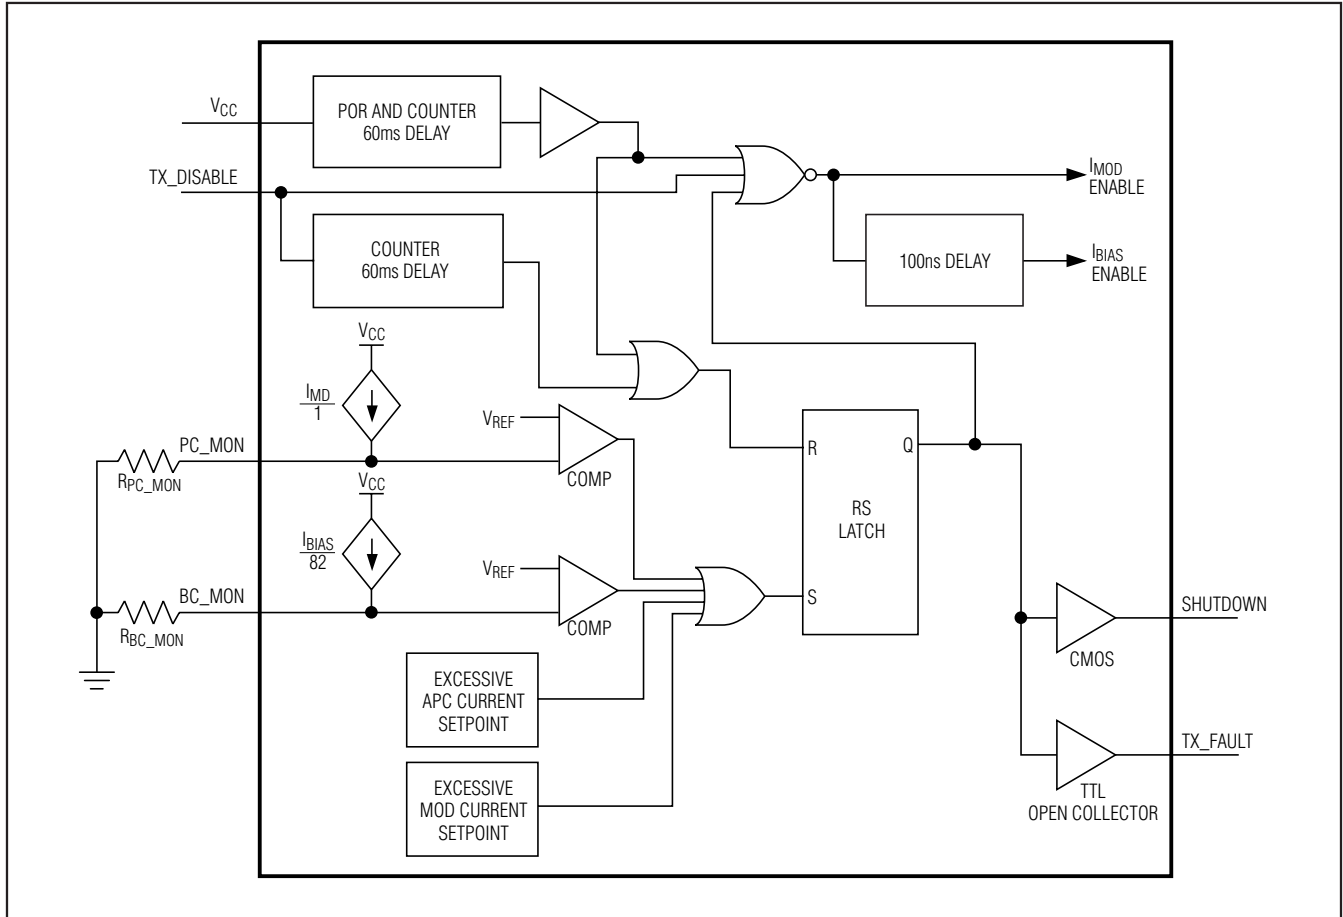 VCC
POR AND COUNTER
60ms DELAY
TX_DISABLE
IMOD
ENABLE
COUNTER
60ms DELAY
100ns DELAY
IBIAS
ENABLE
VCC
IMD
1
VREF
PC_MON
RPC_MON
COMP
R
Q
RS
LATCH
VCC
IBIAS
82
VREF
BC_MON
RBC_MON
COMP
S
SHUTDOWN
CMOS
EXCESSIVE
APC CURRENT
SETPOINT
TX_FAULT
TTL
OPEN COLLECTOR
EXCESSIVE
MOD CURRENT
SETPOINT